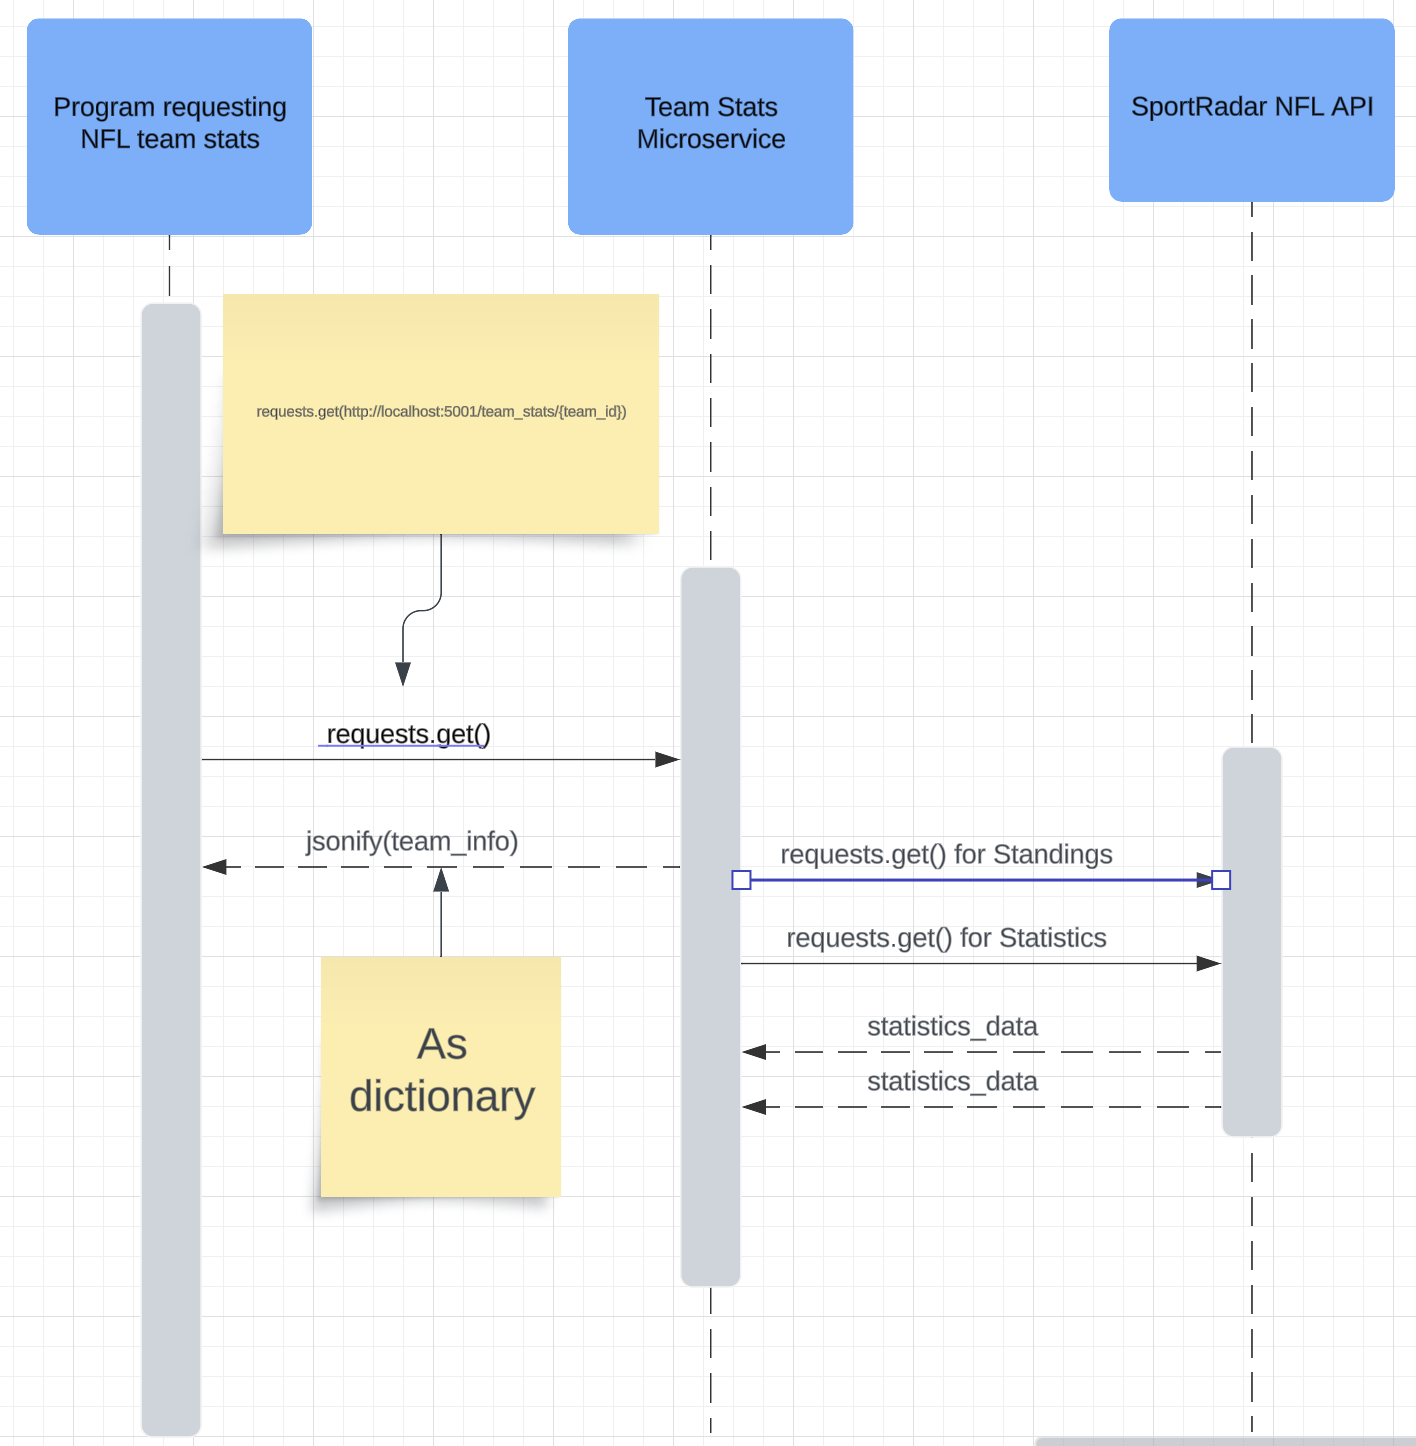 Program requesting
NFL team stats
Team Stats
Microservice
SportRadar NFL API
requests.get(http://localhost:5001/team_stats/{team_id})
requests.get()
jsonify(team_info)
requests.get() for Standings
requests.get() for Statistics
statistics_data
statistics_data
As
dictionary